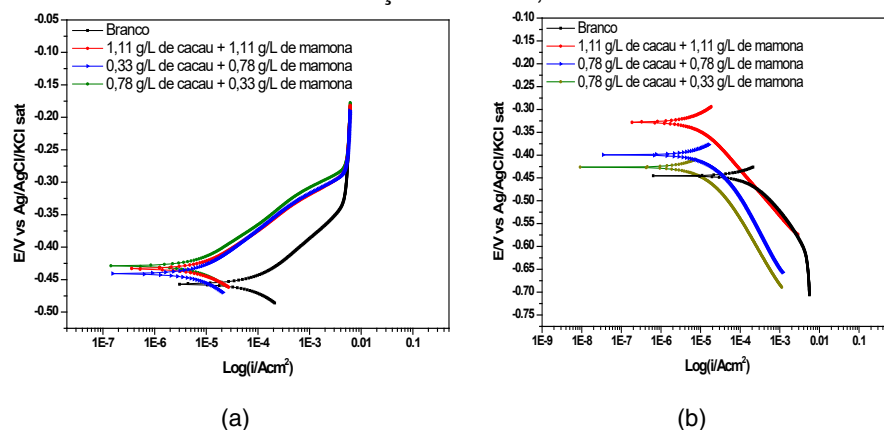 -0.05
-0.10
-0.15
-0.20
-0.25
-0.30
-0.35
-0.40
-0.45
-0.50
E/V vs Ag/AgCl/KCl sat
Branco
1,11 g/L de cacau + 1,11 g/L de mamona
0,33 g/L de cacau + 0,78 g/L de mamona
0,78 g/L de cacau + 0,33 g/L de mamona
1E-7 1E-6 1E-5 1E-4 1E-3 0.01 0.1
Log(i/Acm²)
(a)
-0.10
-0.15
-0.20
-0.25
-0.30
-0.35
-0.40
-0.45
-0.50
-0.55
-0.60
-0.65
-0.70
-0.75
E/V vs Ag/AgCl/KCl sat
Branco
1,11 g/L de cacau + 1,11 g/L de mamona
0,78 g/L de cacau + 0,78 g/L de mamona
0,78 g/L de cacau + 0,33 g/L de mamona
1E-9 1E-8 1E-7 1E-6 1E-5 1E-4 1E-3 0.01 0.1
Log(i/Acm²)
(b)